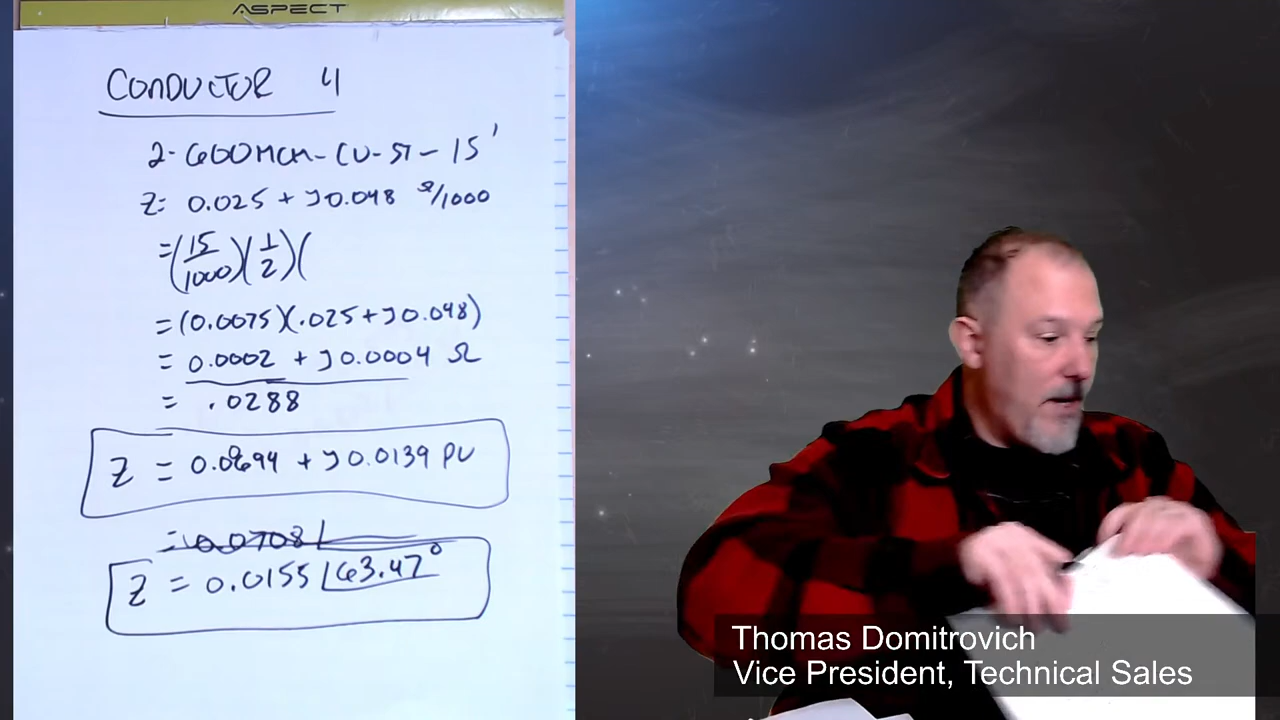 ASPECT
CONDUCTOR 4
2-600MCM-CU-ST-15'
Z: 0.025 + J0.048 Ω/1000
=(15/1000)(1/2)(
=(0.0075)(.025+J0.048)
= 0.0002 + J0.0004 Ω
= .0288
Z = 0.0694 + J0.0139 PU
=0.0708∠
Z = 0.0155∠63.47°
Thomas Domitrovich
Vice President, Technical Sales